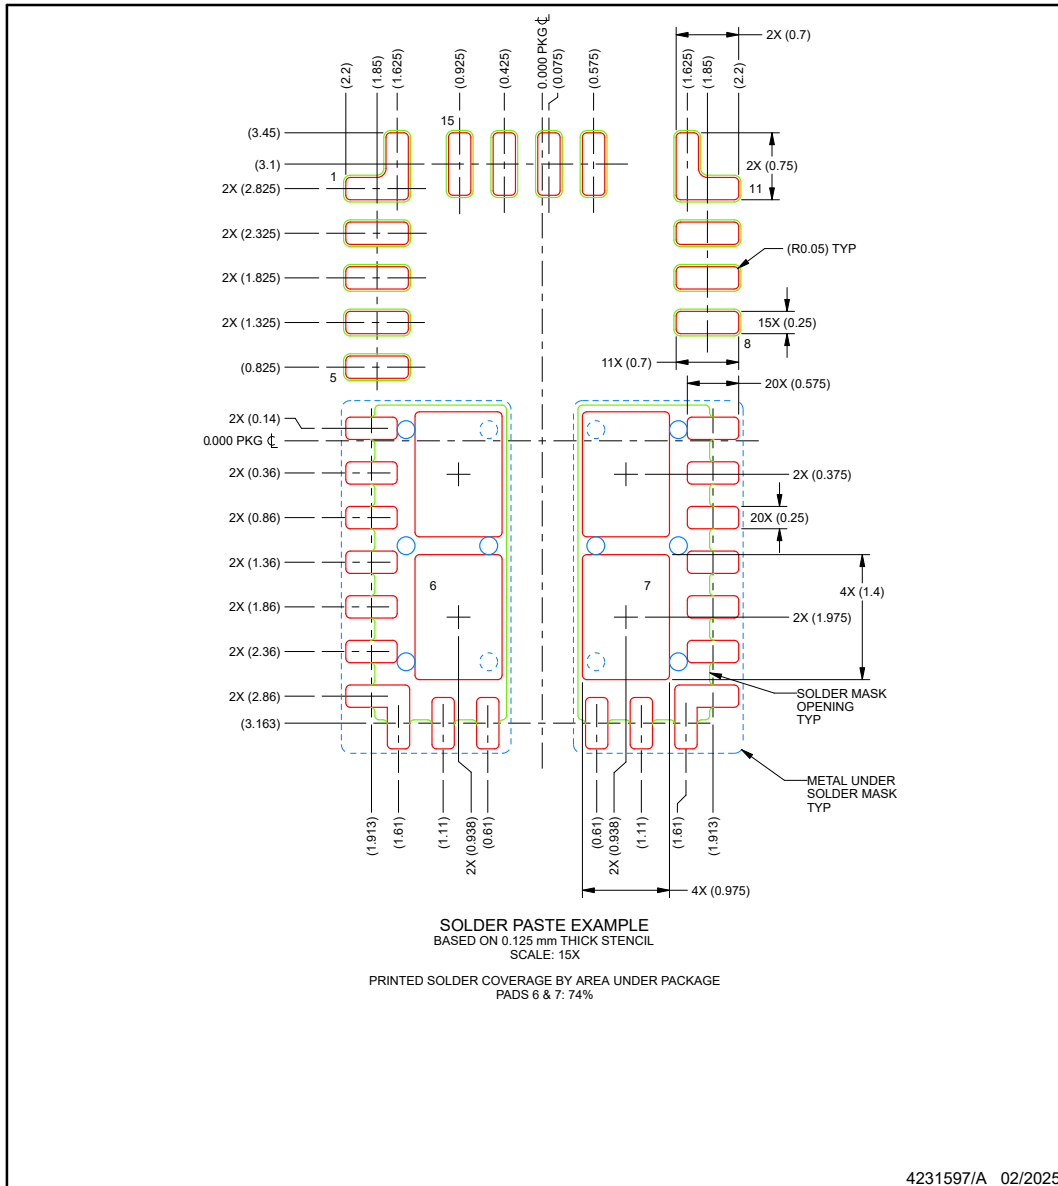 (2.2)
(1.85)
(1.625)
(0.925)
(0.425)
0.000 PKG ℄
(0.075)
(0.575)
(1.625)
(1.85)
(2.2)
2X (0.7)
(3.45)
(3.1)
2X (2.825)
2X (2.325)
2X (1.825)
2X (1.325)
(0.825)
1
15
11
5
8
2X (0.75)
(R0.05) TYP
15X (0.25)
11X (0.7)
20X (0.575)
2X (0.14)
0.000 PKG ℄
2X (0.36)
2X (0.86)
2X (1.36)
2X (1.86)
2X (2.36)
2X (2.86)
(3.163)
6
7
2X (0.375)
20X (0.25)
4X (1.4)
2X (1.975)
SOLDER MASK
OPENING
TYP
METAL UNDER
SOLDER MASK
TYP
(1.913)
(1.61)
(1.11)
2X (0.938)
(0.61)
(0.61)
2X (0.938)
(1.11)
(1.61)
(1.913)
4X (0.975)
SOLDER PASTE EXAMPLE
BASED ON 0.125 mm THICK STENCIL
SCALE: 15X
PRINTED SOLDER COVERAGE BY AREA UNDER PACKAGE
PADS 6 & 7: 74%
4231597/A 02/2025